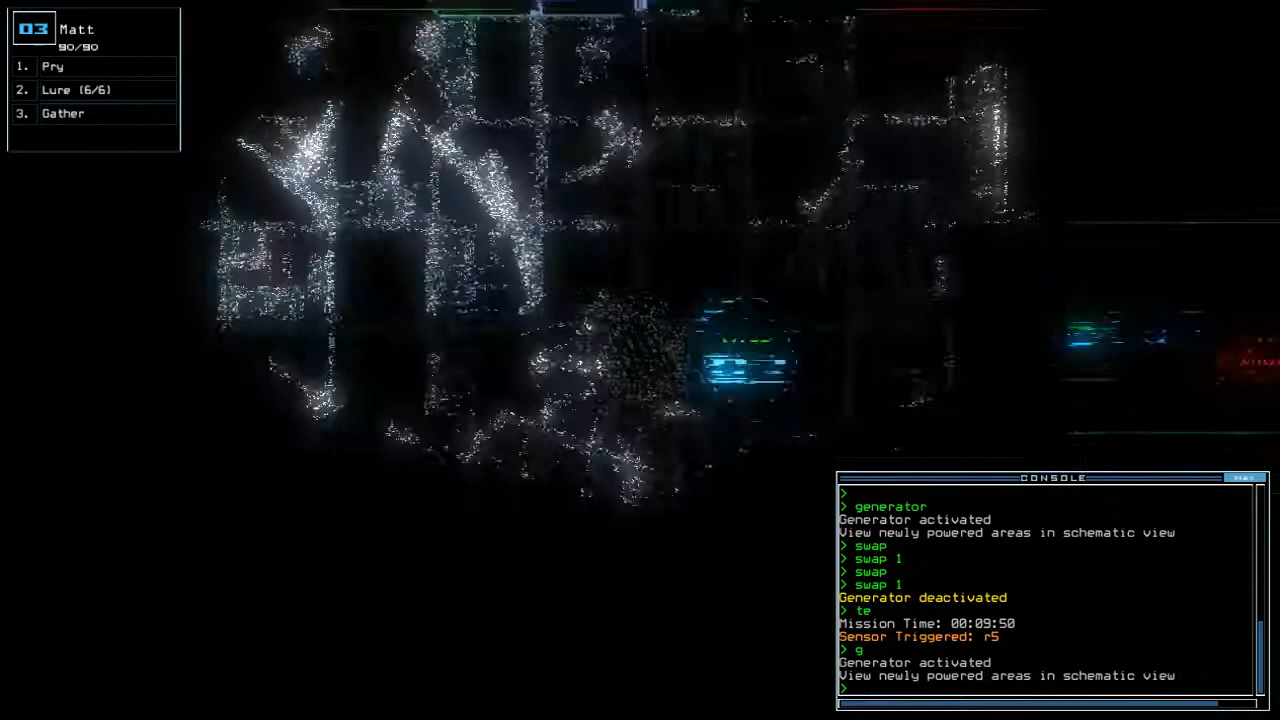 03 Matt
90/90
1. Pry
2. Lure (6/6)
3. Gather
CONSOLE
>
> generator
Generator activated
View newly powered areas in schematic view
> swap
> swap 1
> swap
> swap 1
Generator deactivated
> te
Mission Time: 00:09:50
Sensor Triggered: r5
> g
Generator activated
View newly powered areas in schematic view
>